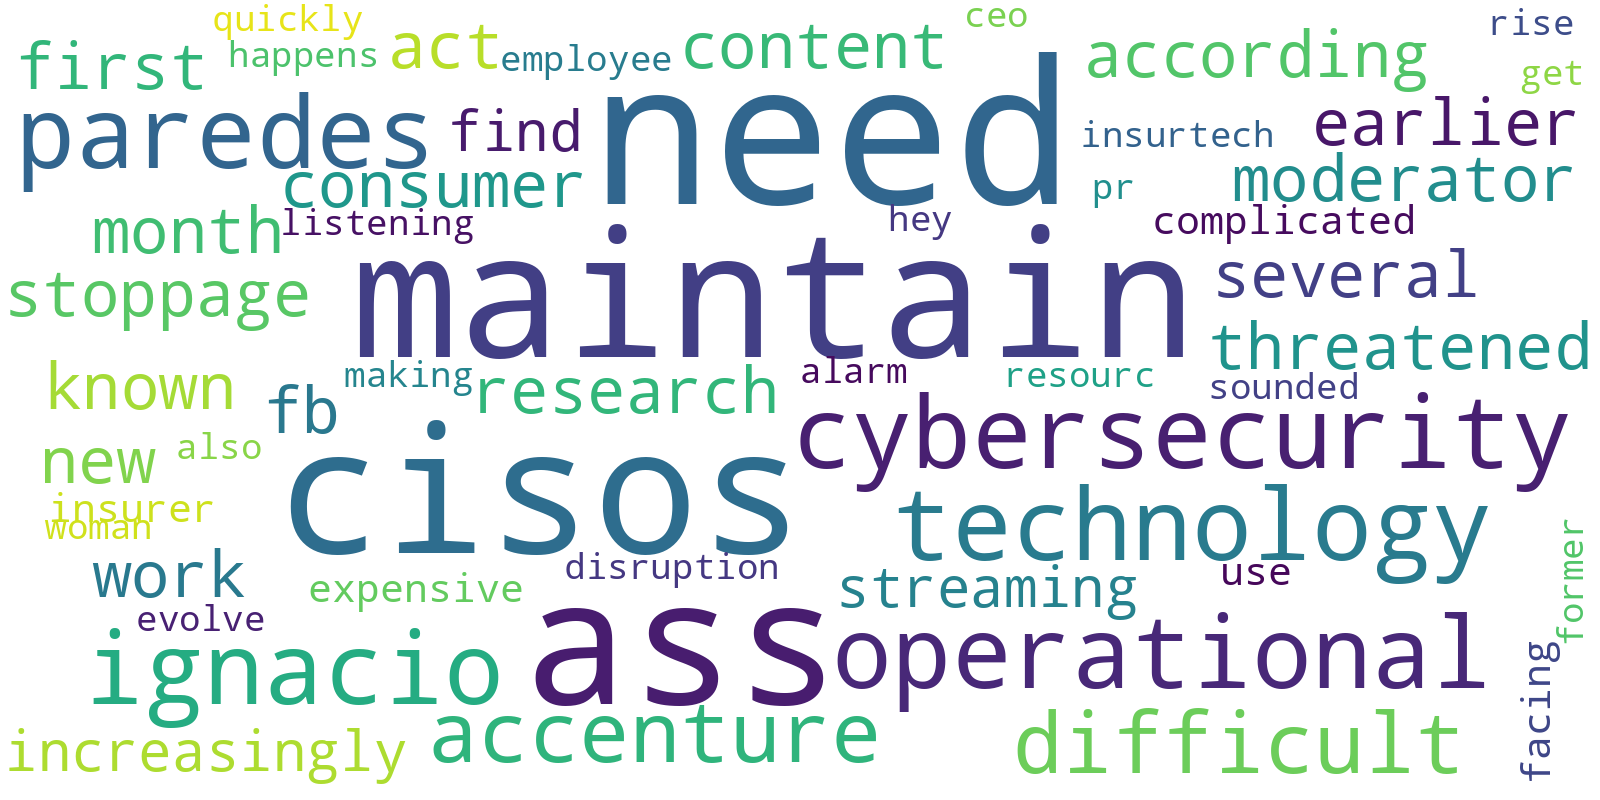 quickly
ceo
rise
first
happens
act
employee
content
according
get
paredes
find
need
insurtech
earlier
consumer
pr
moderator
month
listening
hey
complicated
stoppage
maintain
several
threatened
known
fb
making
research
alarm
resourc
sounded
new
also
cisos
cybersecurity
insurer
woman
technology
former
work
disruption
streaming
use
expensive
evolve
ignacio
ass
operational
facing
increasingly
accenture
difficult